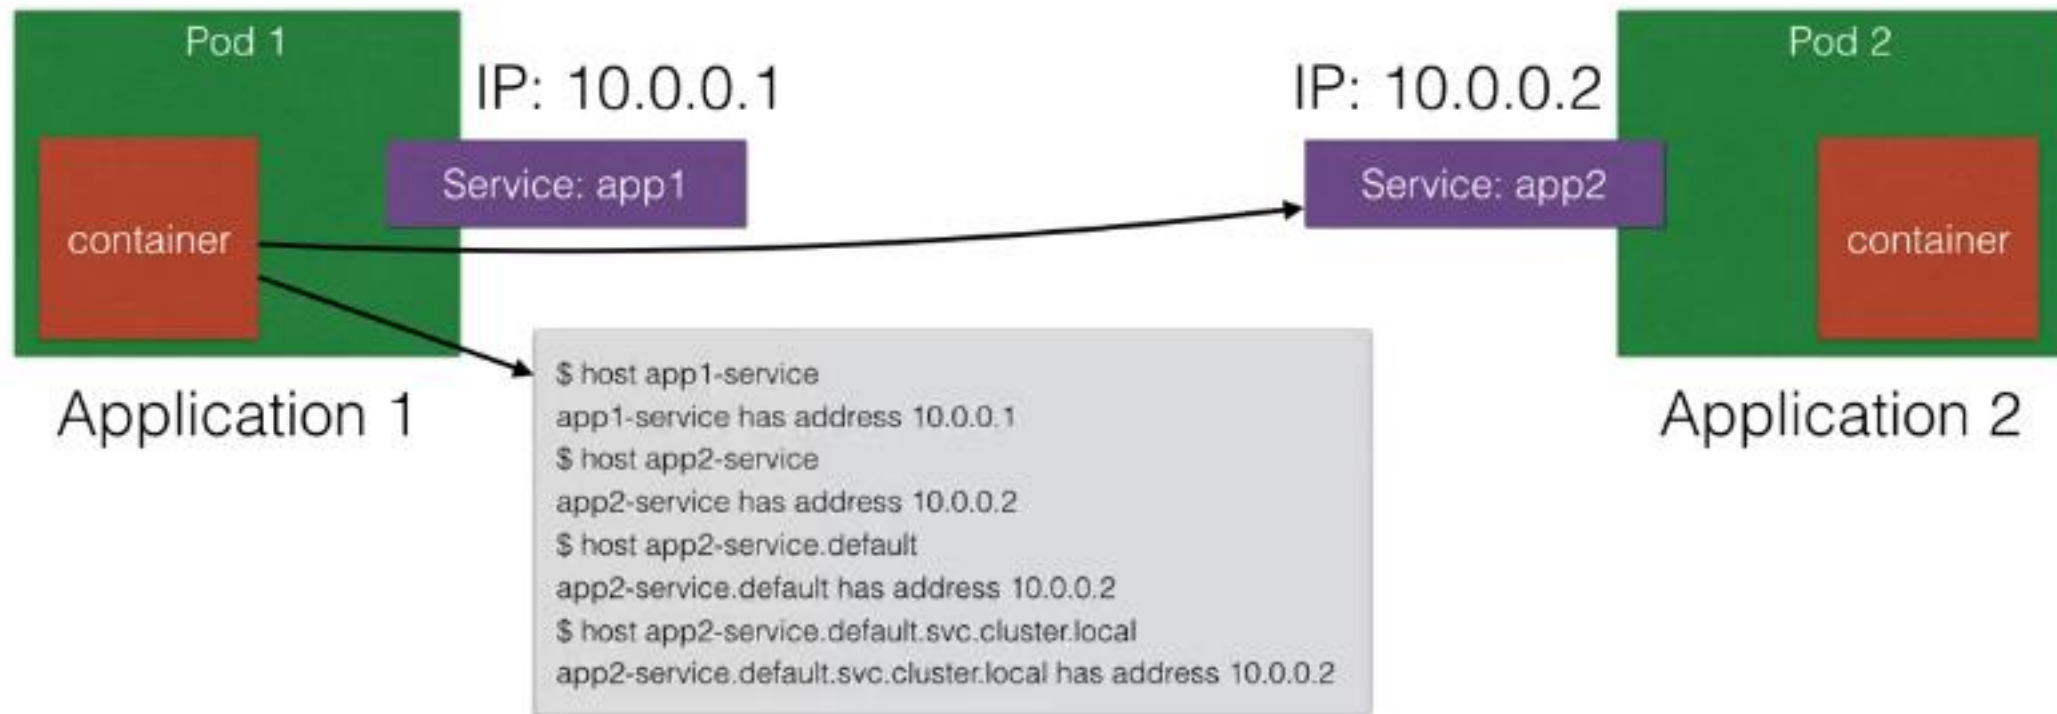 Pod 1
IP: 10.0.0.1
Service: app1
container
Application 1
IP: 10.0.0.2
Pod 2
Service: app2
container
Application 2
$ host app1-service
app1-service has address 10.0.0.1
$ host app2-service
app2-service has address 10.0.0.2
$ host app2-service.default
app2-service.default has address 10.0.0.2
$ host app2-service.default.svc.cluster.local
app2-service.default.svc.cluster.local has address 10.0.0.2